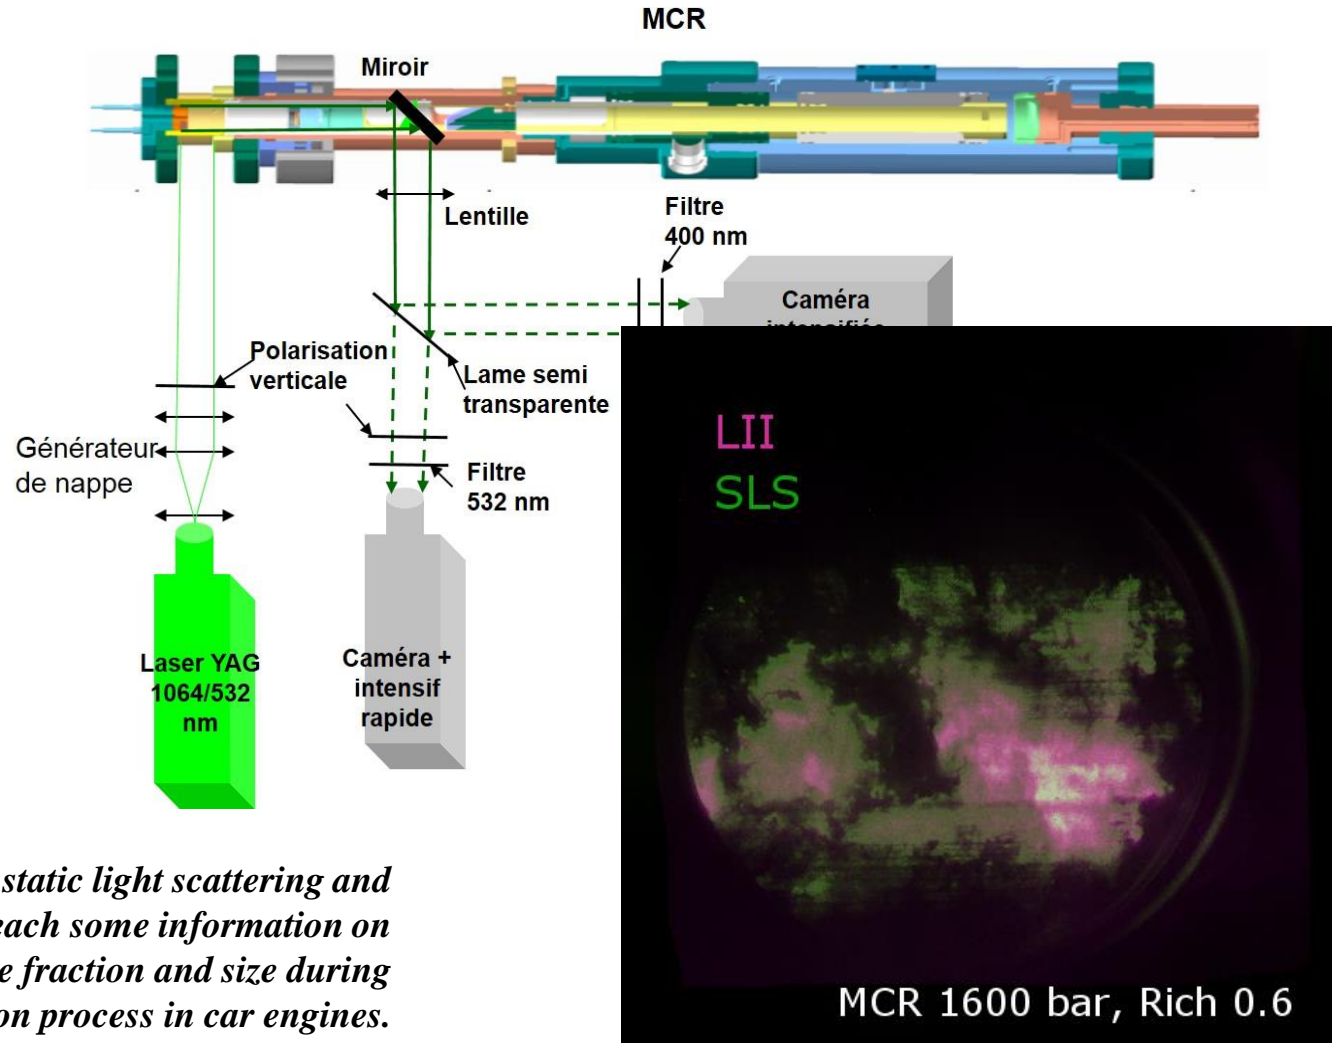 MCR
Miroir
Lentille
Filtre
400 nm
Caméra
Polarisation
verticale
Lame semi
transparente
Générateur
de nappe
Filtre
532 nm
LII
SLS
Laser YAG
1064/532
nm
Caméra +
intensif
rapide
static light scattering and
each some information on
e fraction and size during
on process in car engines.
MCR 1600 bar, Rich 0.6